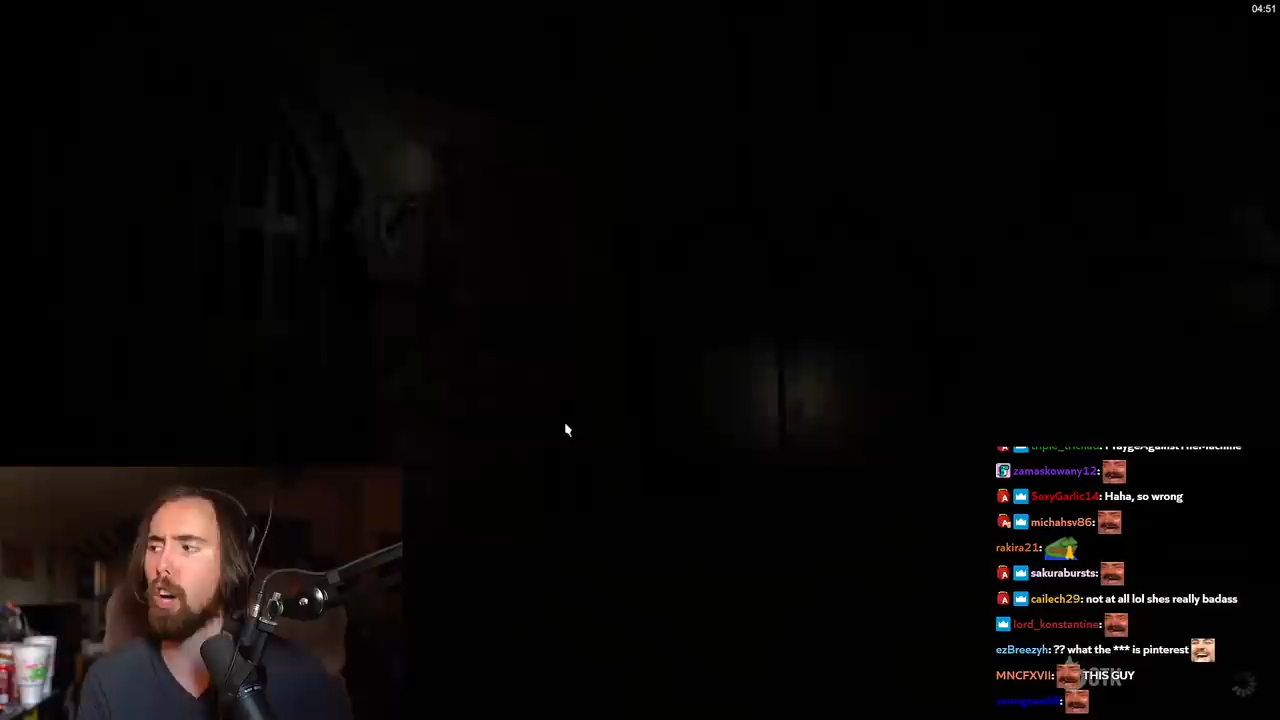 04:51
zamaskowany12:
SexyGarlic14: Haha, so wrong
michahsv86:
rakira21:
sakurabursts:
cailech29: not at all lol shes really badass
lord_konstantine:
ezBreezyh: ?? what the *** is pinterest
MNCFXVII: THIS GUY